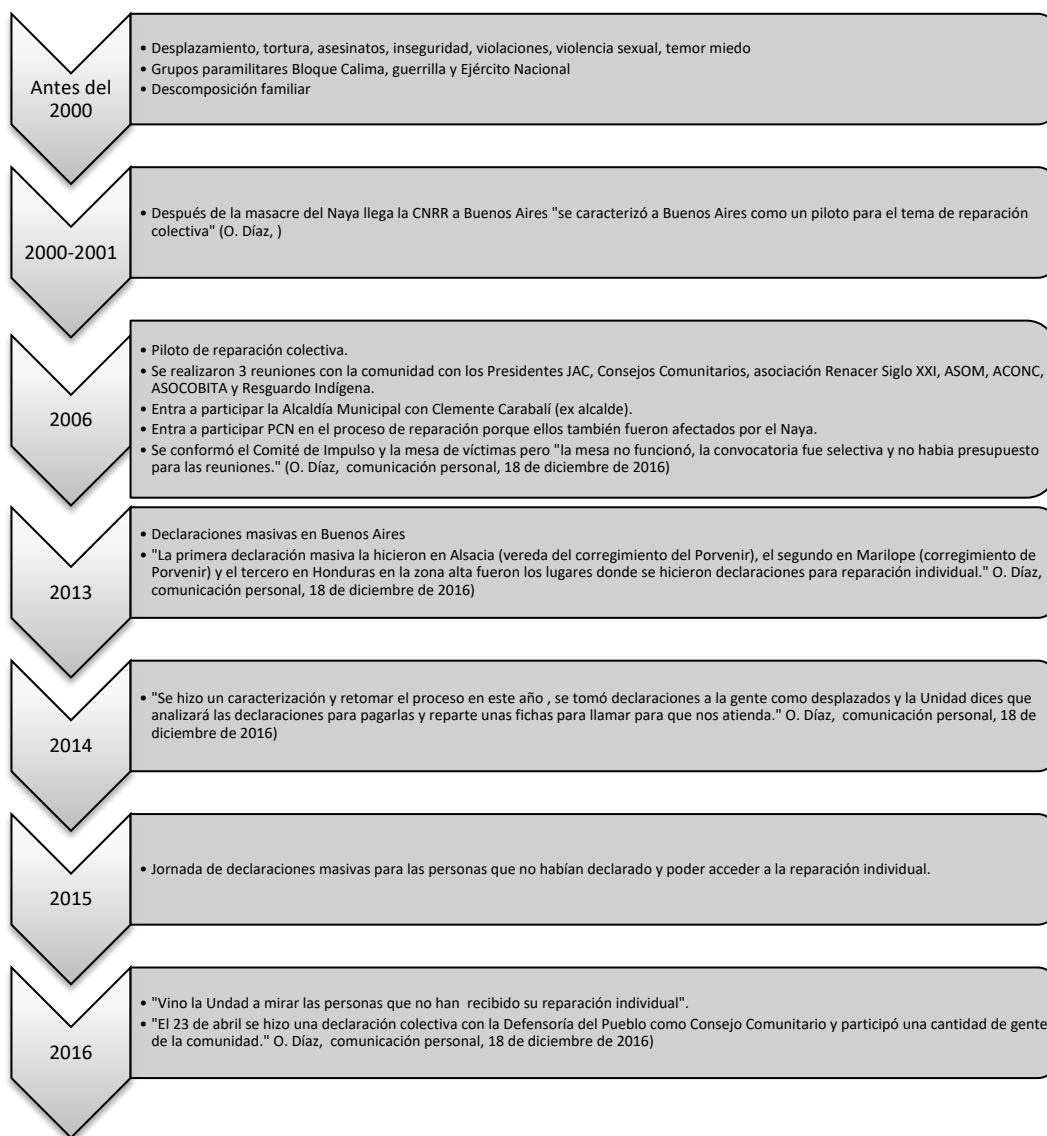 Antes del
2000
• Desplazamiento, tortura, asesinatos, inseguridad, violaciones, violencia sexual, temor miedo
• Grupos paramilitares Bloque Calima, guerrilla y Ejército Nacional
• Descomposición familiar
2000-2001
• Después de la masacre del Naya llega la CNRR a Buenos Aires "se caracterizó a Buenos Aires como un piloto para el tema de reparación
colectiva" (O. Díaz, )
2006
• Piloto de reparación colectiva.
• Se realizaron 3 reuniones con la comunidad con los Presidentes JAC, Consejos Comunitarios, asociación Renacer Siglo XXI, ASOM, ACONC,
ASOCOBITA y Resguardo Indígena.
• Entra a participar la Alcaldía Municipal con Clemente Carabalí (ex alcalde).
• Entra a participar PCN en el proceso de reparación porque ellos también fueron afectados por el Naya.
• Se conformó el Comité de Impulso y la mesa de víctimas pero "la mesa no funcionó, la convocatoria fue selectiva y no habia presupuesto
para las reuniones." (O. Díaz, comunicación personal, 18 de diciembre de 2016)
2013
• Declaraciones masivas en Buenos Aires
• "La primera declaración masiva la hicieron en Alsacia (vereda del corregimiento del Porvenir), el segundo en Marilope (corregimiento de
Porvenir) y el tercero en Honduras en la zona alta fueron los lugares donde se hicieron declaraciones para reparación individual." O. Díaz,
comunicación personal, 18 de diciembre de 2016)
2014
• "Se hizo un caracterización y retomar el proceso en este año , se tomó declaraciones a la gente como desplazados y la Unidad dices que
analizará las declaraciones para pagarlas y reparte unas fichas para llamar para que nos atienda." O. Díaz, comunicación personal, 18 de
diciembre de 2016)
2015
• Jornada de declaraciones masivas para las personas que no habían declarado y poder acceder a la reparación individual.
2016
• "Vino la Undad a mirar las personas que no han recibido su reparación individual".
• "El 23 de abril se hizo una declaración colectiva con la Defensoría del Pueblo como Consejo Comunitario y participó una cantidad de gente
de la comunidad." O. Díaz, comunicación personal, 18 de diciembre de 2016)